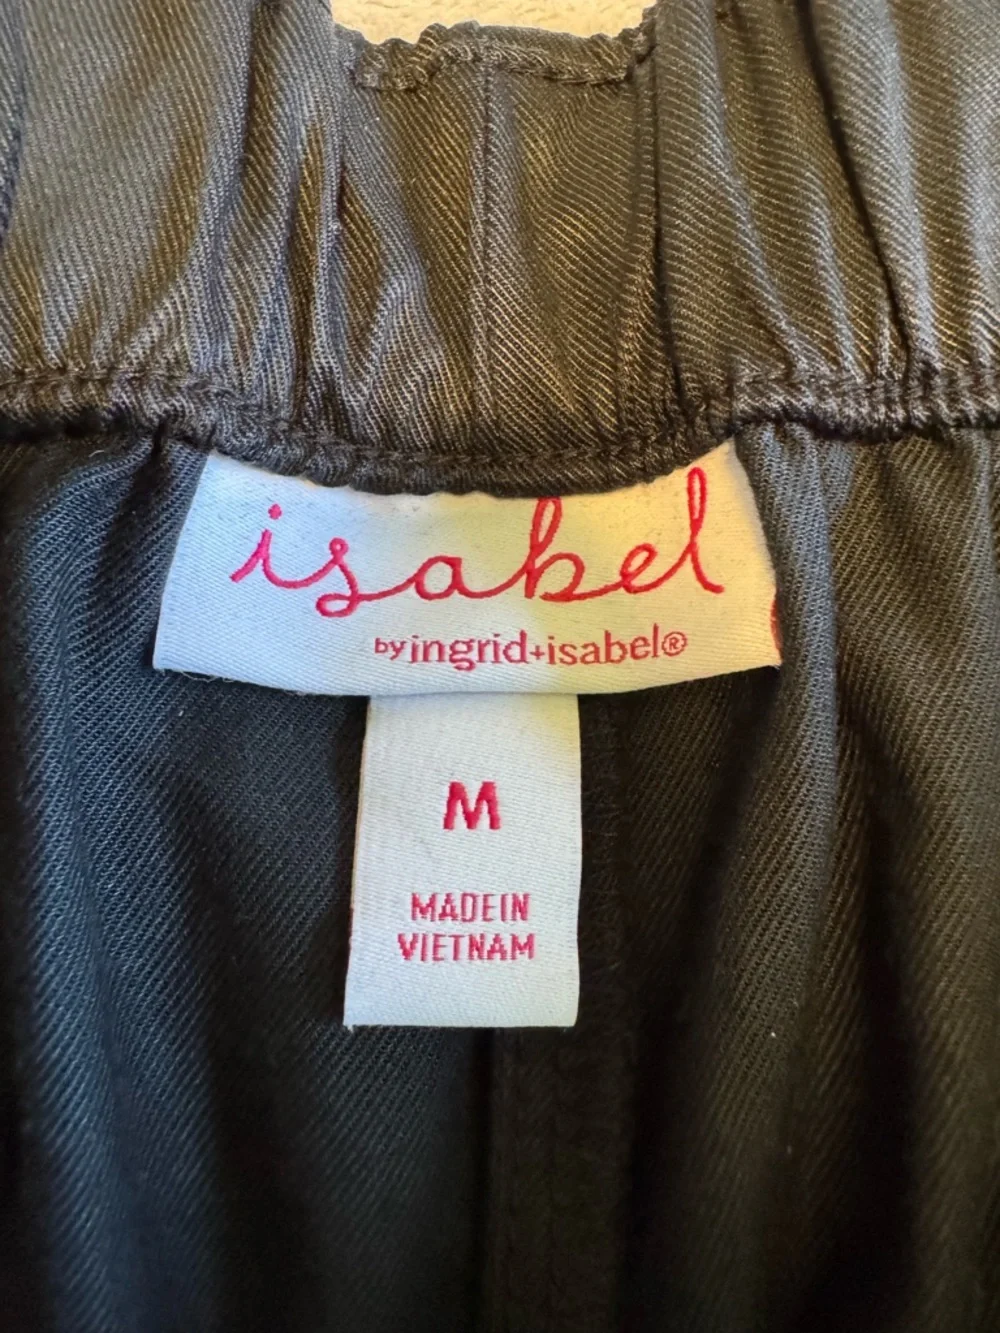 isabel
by ingrid+isabel®
M
MADE IN
VIETNAM